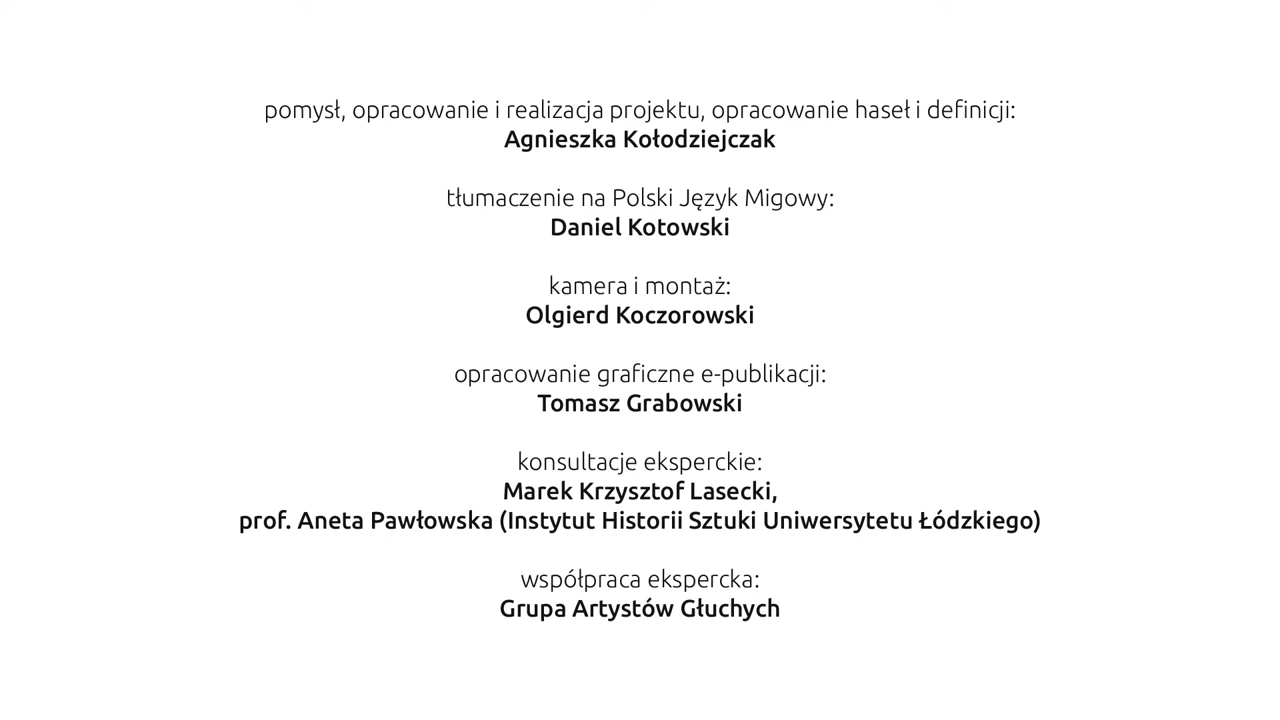 pomysł, opracowanie i realizacja projektu, opracowanie haseł i definicji:
Agnieszka Kołodziejczak
tłumaczenie na Polski Język Migowy:
Daniel Kotowski
kamera i montaż:
Olgierd Koczorowski
opracowanie graficzne e-publikacji:
Tomasz Grabowski
konsultacje eksperckie:
Marek Krzysztof Lasecki,
prof. Aneta Pawłowska (Instytut Historii Sztuki Uniwersytetu Łódzkiego)
współpraca ekspercka:
Grupa Artystów Głuchych